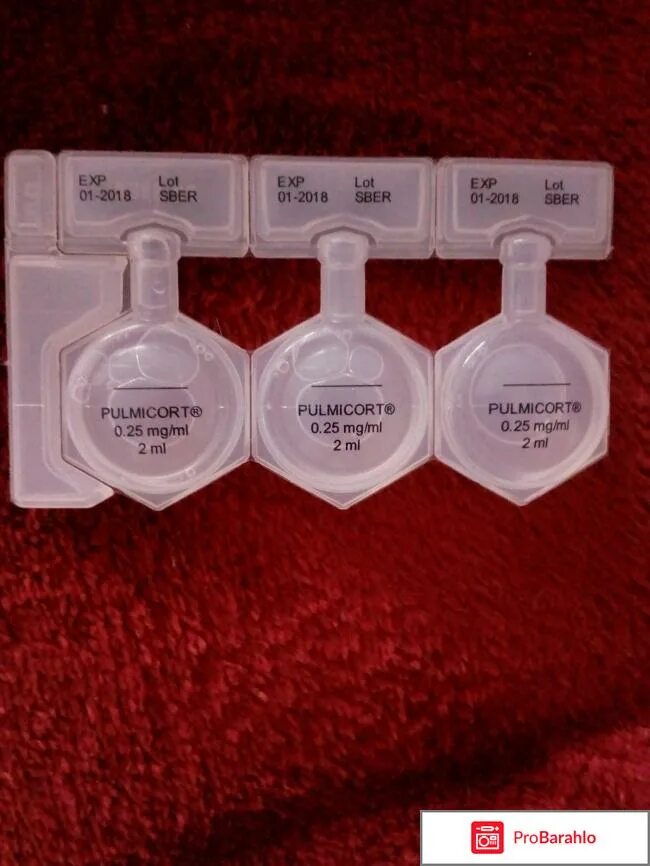 EXP Lot
01-2018 SBER
EXP Lot
01-2018 SBER
EXP Lot
01-2018 SBER
PULMICORT®
0.25 mg/ml
2 ml
PULMICORT®
0.25 mg/ml
2 ml
PULMICORT®
0.25 mg/ml
2 ml
ProBarahlo